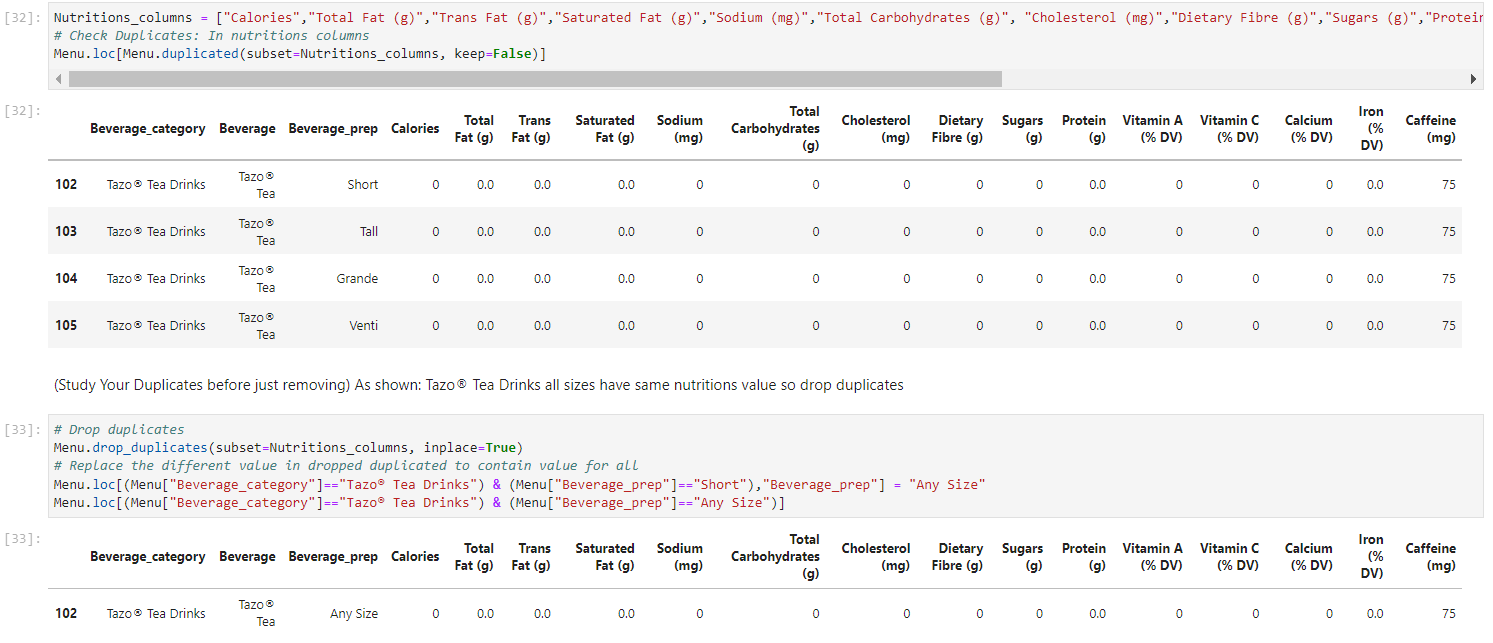 [32]: Nutritions_columns = ["Calories","Total Fat (g)","Trans Fat (g)","Saturated Fat (g)","Sodium (mg)","Total Carbohydrates (g)", "Cholesterol (mg)","Dietary Fibre (g)","Sugars (g)","Protein
# Check Duplicates: In nutritions columns
Menu.loc[Menu.duplicated(subset=Nutritions_columns, keep=False)]
[32]:
Beverage_category Beverage Beverage_prep Calories Total Fat (g) Trans Fat (g) Saturated Fat (g) Sodium (mg) Total Carbohydrates (g) Cholesterol (mg) Dietary Fibre (g) Sugars (g) Protein (g) Vitamin A (% DV) Vitamin C (% DV) Calcium (% DV) Iron (% DV) Caffeine (mg)
102 Tazo® Tea Drinks Tazo® Tea Short 0 0.0 0.0 0.0 0 0 0 0 0 0.0 0 0 0 0.0 75
103 Tazo® Tea Drinks Tazo® Tea Tall 0 0.0 0.0 0.0 0 0 0 0 0 0.0 0 0 0 0.0 75
104 Tazo® Tea Drinks Tazo® Tea Grande 0 0.0 0.0 0.0 0 0 0 0 0 0.0 0 0 0 0.0 75
105 Tazo® Tea Drinks Tazo® Tea Venti 0 0.0 0.0 0.0 0 0 0 0 0 0.0 0 0 0 0.0 75
(Study Your Duplicates before just removing) As shown: Tazo® Tea Drinks all sizes have same nutritions value so drop duplicates
[33]: # Drop duplicates
Menu.drop_duplicates(subset=Nutritions_columns, inplace=True)
# Replace the different value in dropped duplicated to contain value for all
Menu.loc[(Menu["Beverage_category"]=="Tazo® Tea Drinks") & (Menu["Beverage_prep"]=="Short"),"Beverage_prep"] = "Any Size"
Menu.loc[(Menu["Beverage_category"]=="Tazo® Tea Drinks") & (Menu["Beverage_prep"]=="Any Size")]
[33]:
Beverage_category Beverage Beverage_prep Calories Total Fat (g) Trans Fat (g) Saturated Fat (g) Sodium (mg) Total Carbohydrates (g) Cholesterol (mg) Dietary Fibre (g) Sugars (g) Protein (g) Vitamin A (% DV) Vitamin C (% DV) Calcium (% DV) Iron (% DV) Caffeine (mg)
102 Tazo® Tea Drinks Tazo® Tea Any Size 0 0.0 0.0 0.0 0 0 0 0 0 0.0 0 0 0 0.0 75